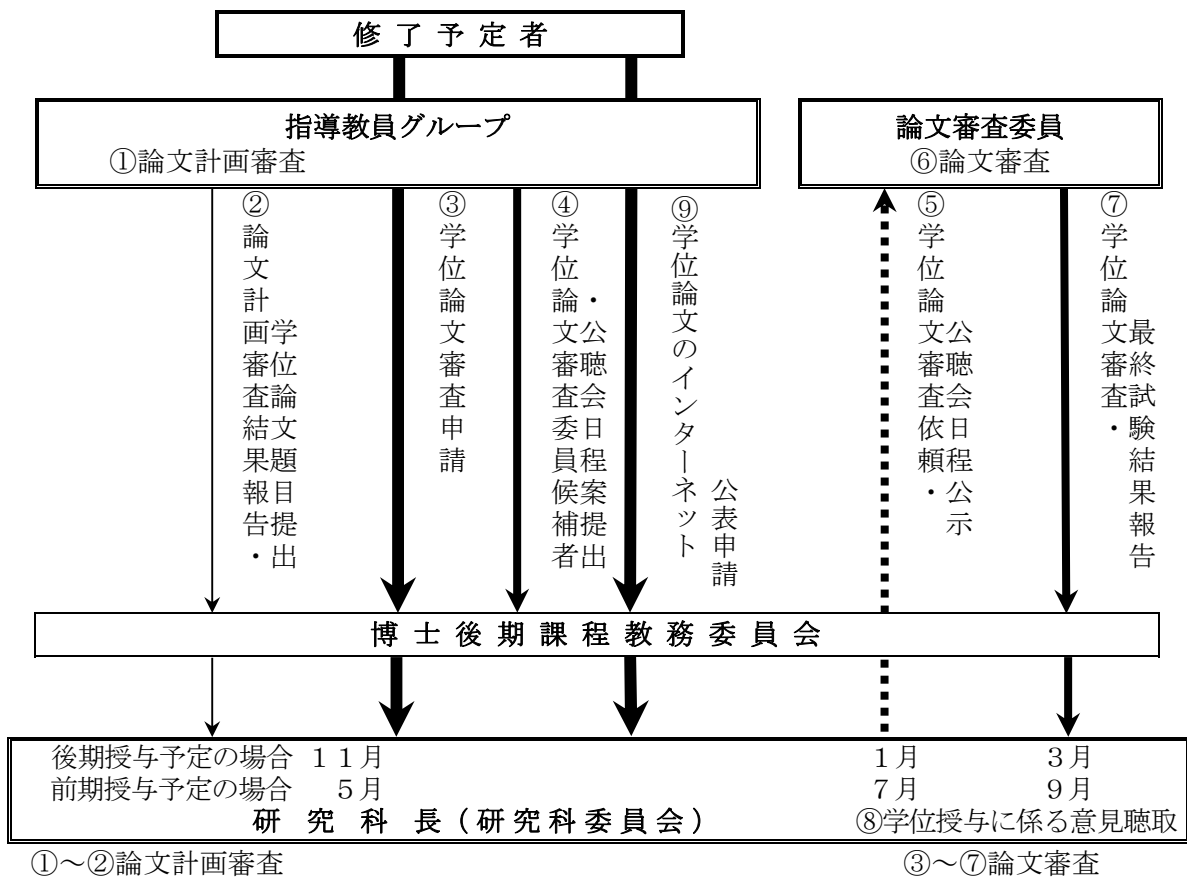 修了予定者
指導教員グループ
①論文計画審査
論文審査委員
⑥論文審査
②論文計画審査結果報告・
学位論文題目提出
③学位論文審査申請
④学位論文審査委員候補者
・公聴会日程案提出
⑨学位論文のインターネット
公表申請
⑤学位論文審査依頼・
公聴会日程公示
⑦学位論文審査・
最終試験結果報告
博士後期課程教務委員会
後期授与予定の場合 11月
1月 3月
前期授与予定の場合 5月
7月 9月
研究科長(研究科委員会)
⑧学位授与に係る意見聴取
①~②論文計画審査
③~⑦論文審査